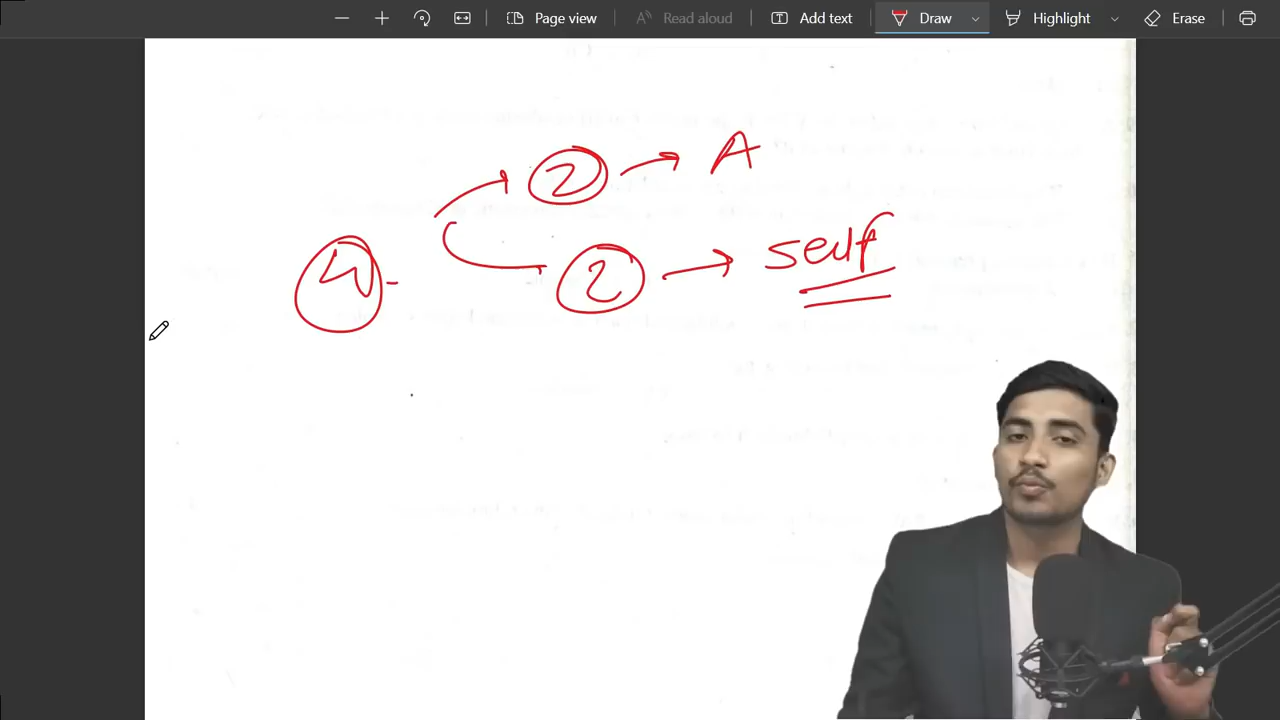 Page view
Read aloud
Add text
Draw
Highlight
Erase
2 → A
4
2 → self